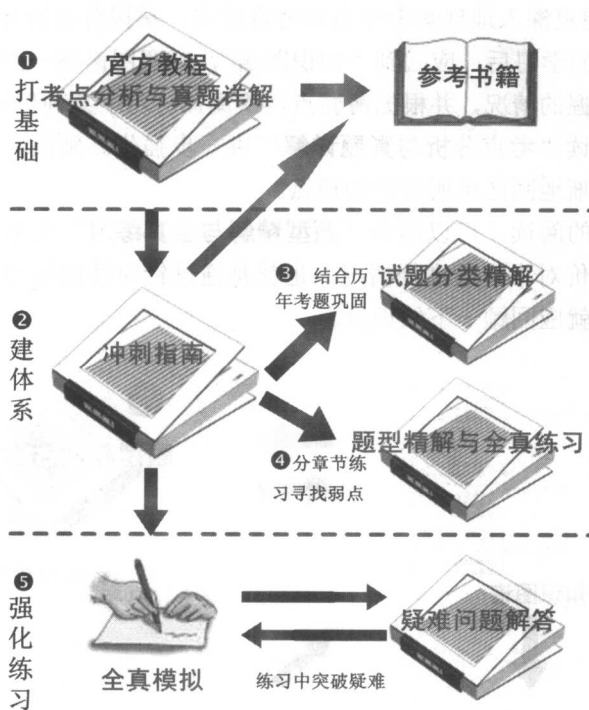 ❶
打基础
官方教程
考点分析与真题详解
参考书籍
❷
建体系
冲刺指南
❸ 结合历
年考题巩固
试题分类精解
❹分章节练
习寻找弱点
题型精解与全真练习
❺
强化练习
全真模拟
练习中突破疑难
疑难问题解答